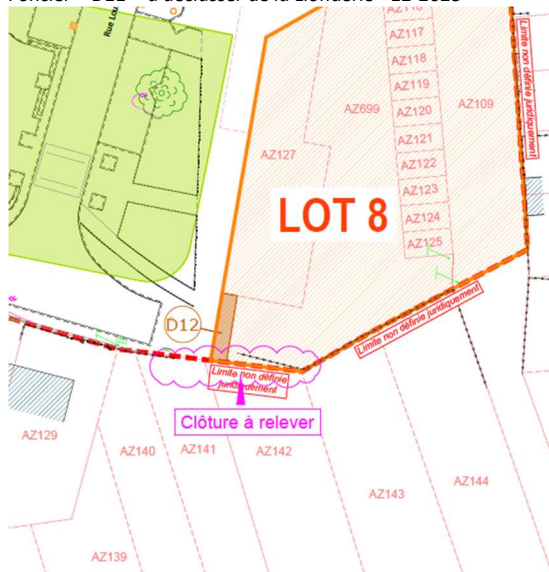 Rue Lou
AZ117
AZ118
AZ119
AZ120
AZ121
AZ122
AZ123
AZ124
AZ125
AZ699
AZ109
AZ127
LOT 8
Limite non définie juridiquement
D12
Limite non définie juridiquement
Limite non définie
juridiquement
Clôture à relever
AZ129
AZ140
AZ141
AZ142
AZ143
AZ144
AZ139